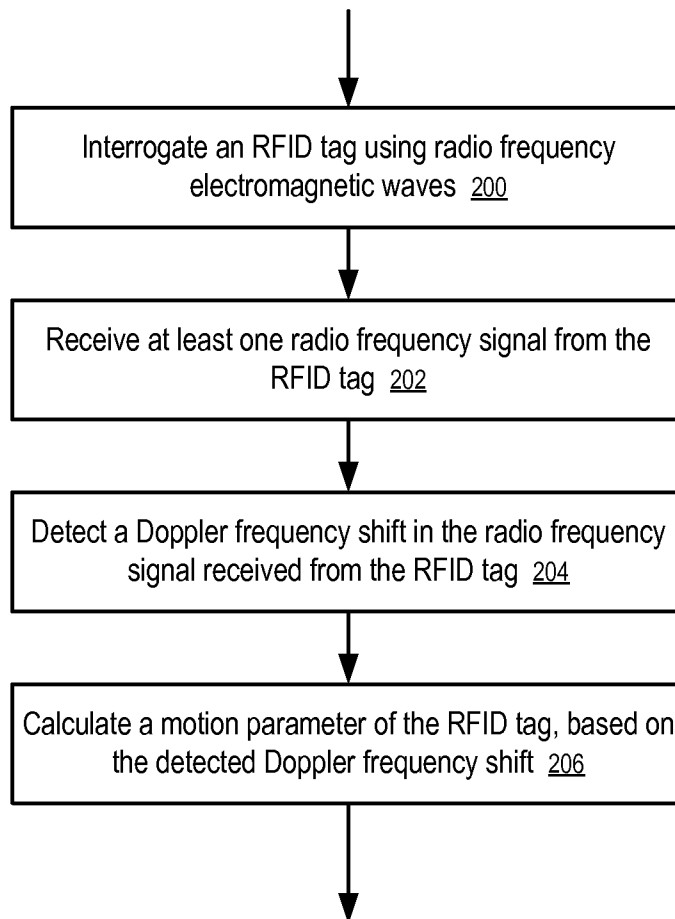 Interrogate an RFID tag using radio frequency
electromagnetic waves 200
Receive at least one radio frequency signal from the
RFID tag 202
Detect a Doppler frequency shift in the radio frequency
signal received from the RFID tag 204
Calculate a motion parameter of the RFID tag, based on
the detected Doppler frequency shift 206